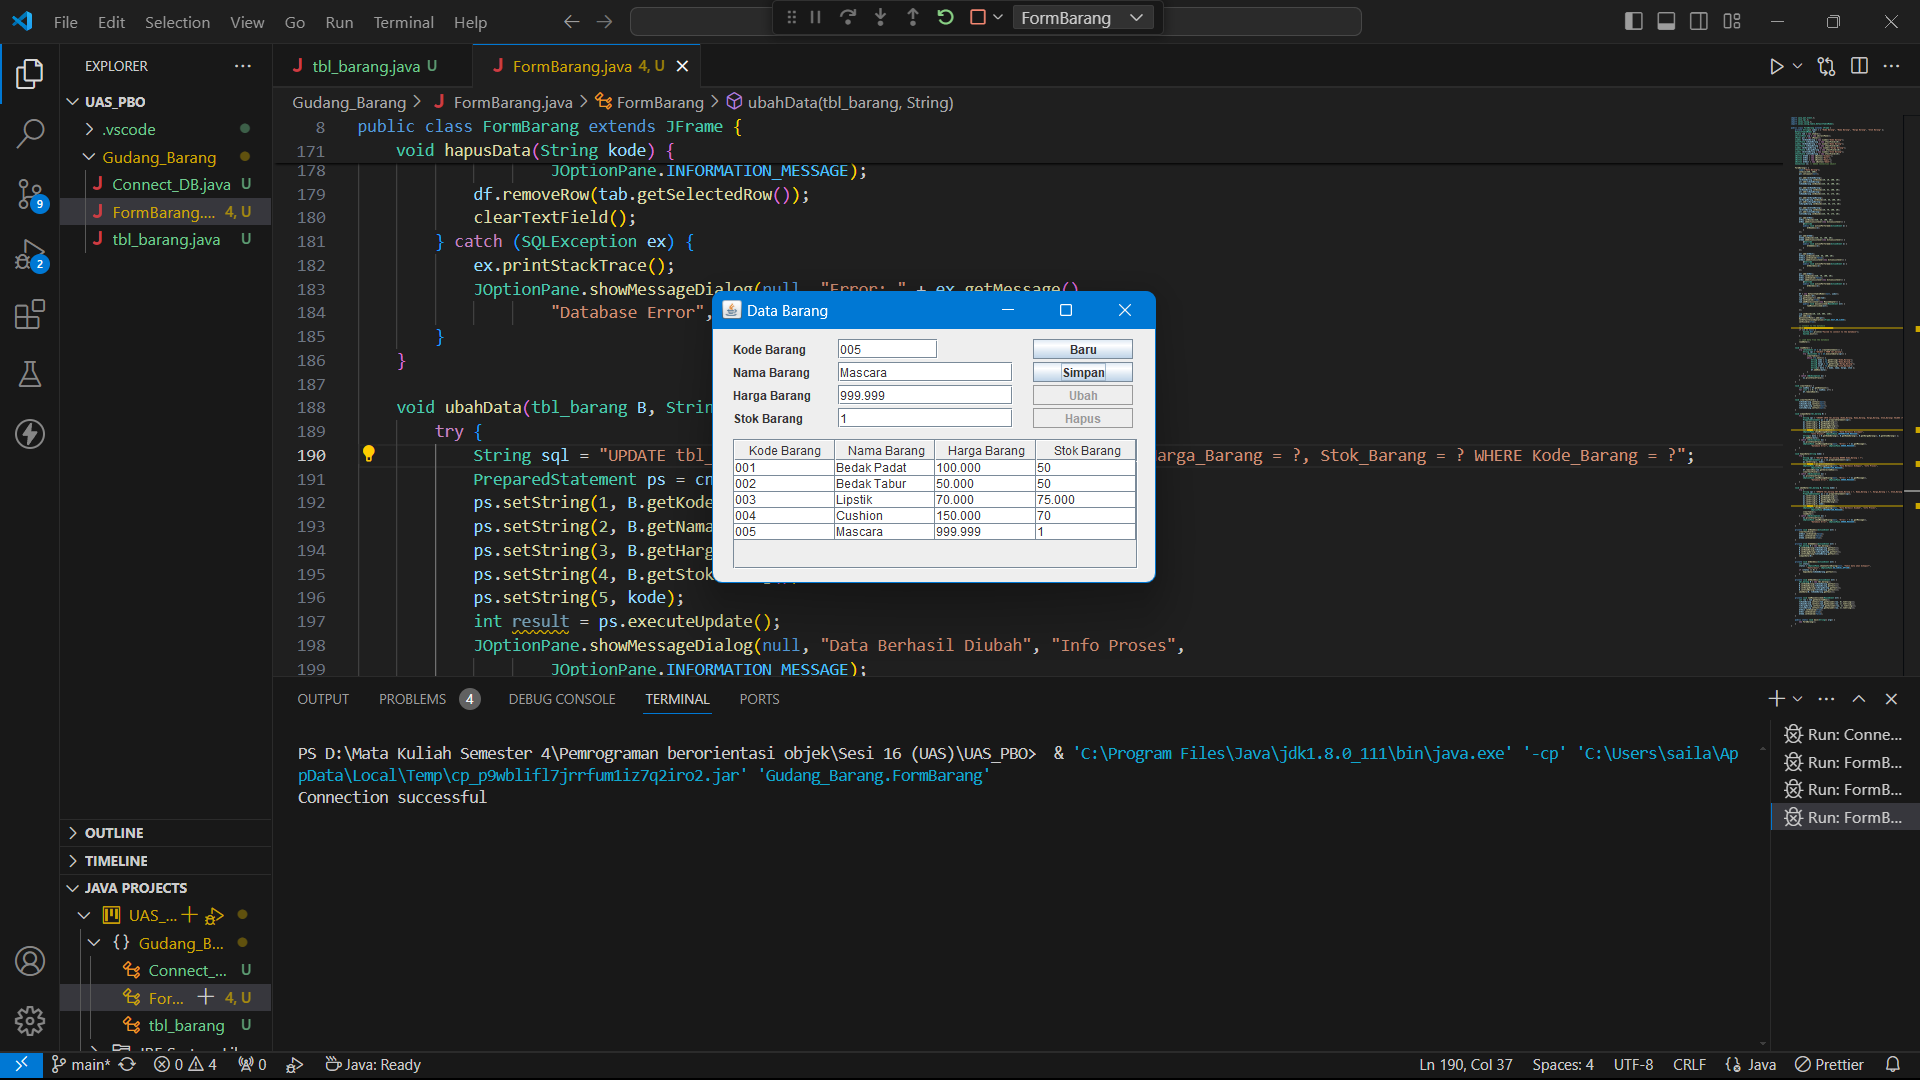 File Edit Selection View Go Run Terminal Help
FormBarang
EXPLORER
UAS_PBO
.vscode
Gudang_Barang
Connect_DB.java U
FormBarang.... 4, U
tbl_barang.java U
9
2
OUTLINE
TIMELINE
JAVA PROJECTS
UAS_...
Gudang_B...
Connect_... U
For... 4, U
tbl_barang U
tbl_barang.java U
FormBarang.java 4, U
Gudang_Barang > FormBarang.java > FormBarang > ubahData(tbl_barang, String)
8 public class FormBarang extends JFrame {
171 void hapusData(String kode) {
178 JOptionPane.INFORMATION_MESSAGE);
179 df.removeRow(tab.getSelectedRow());
180 clearTextField();
181 } catch (SQLException ex) {
182 ex.printStackTrace();
183 JOptionPane.showMessageDialog(null, "Error: " + ex.getMessage(),
184 "Database Error",
185 }
186 }
187
188 void ubahData(tbl_barang B, Strin
189 try {
190 String sql = "UPDATE tbl_ arga_Barang = ?, Stok_Barang = ? WHERE Kode_Barang = ?";
191 PreparedStatement ps = cn
192 ps.setString(1, B.getKode
193 ps.setString(2, B.getNama
194 ps.setString(3, B.getHarg
195 ps.setString(4, B.getStok
196 ps.setString(5, kode);
197 int result = ps.executeUpdate();
198 JOptionPane.showMessageDialog(null, "Data Berhasil Diubah", "Info Proses",
199 JOptionPane.INFORMATION_MESSAGE);
Data Barang
Kode Barang 005 Baru
Nama Barang Mascara Simpan
Harga Barang 999.999 Ubah
Stok Barang 1 Hapus
Kode Barang Nama Barang Harga Barang Stok Barang
001 Bedak Padat 100.000 50
002 Bedak Tabur 50.000 50
003 Lipstik 70.000 75.000
004 Cushion 150.000 70
005 Mascara 999.999 1
OUTPUT PROBLEMS 4 DEBUG CONSOLE TERMINAL PORTS
PS D:\Mata Kuliah Semester 4\Pemrograman berorientasi objek\Sesi 16 (UAS)\UAS_PBO> & 'C:\Program Files\Java\jdk1.8.0_111\bin\java.exe' '-cp' 'C:\Users\saila\Ap
pData\Local\Temp\cp_p9wblifl7jrrfum1iz7q2iro2.jar' 'Gudang_Barang.FormBarang'
Connection successful
Run: Conne...
Run: FormB...
Run: FormB...
Run: FormB...
main* 0 4 0 Java: Ready
Ln 190, Col 37 Spaces: 4 UTF-8 CRLF Java Prettier